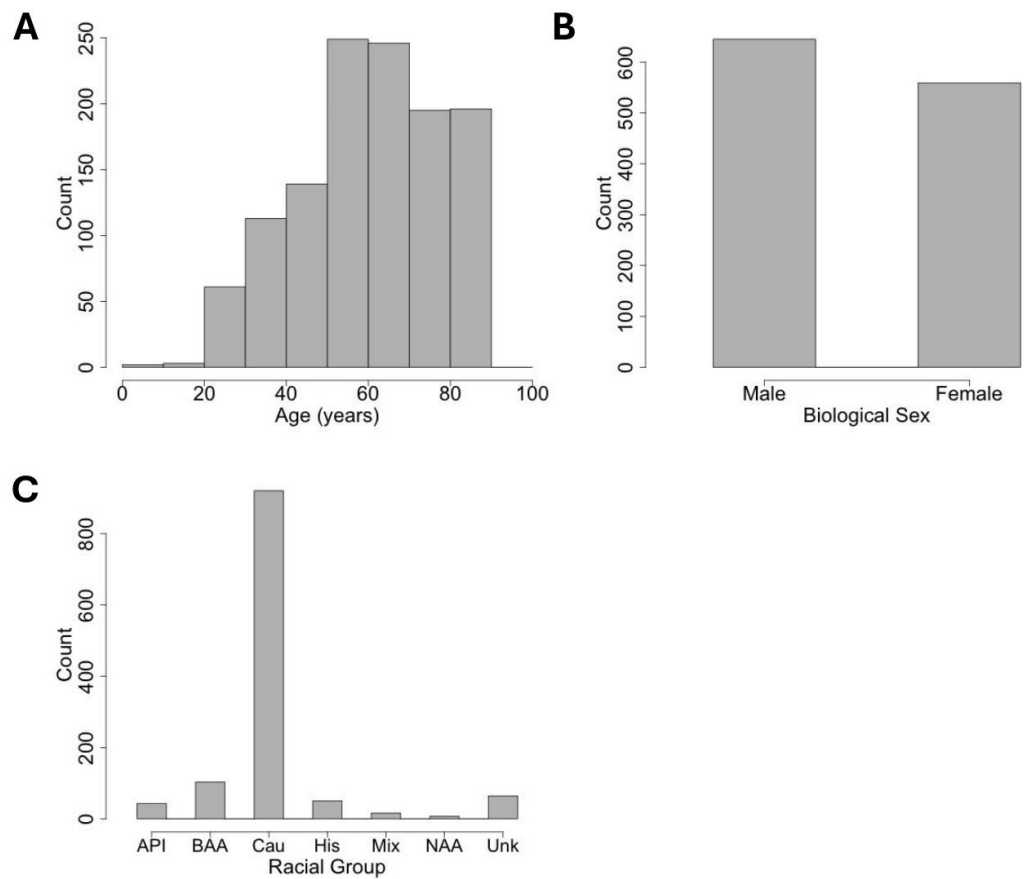 A
250
200
150
100
50
0
Count
0 20 40 60 80 100
Age (years)
B
600
500
400
300
200
100
0
Count
Male Female
Biological Sex
C
800
600
400
200
0
Count
API BAA Cau His Mix NAA Unk
Racial Group